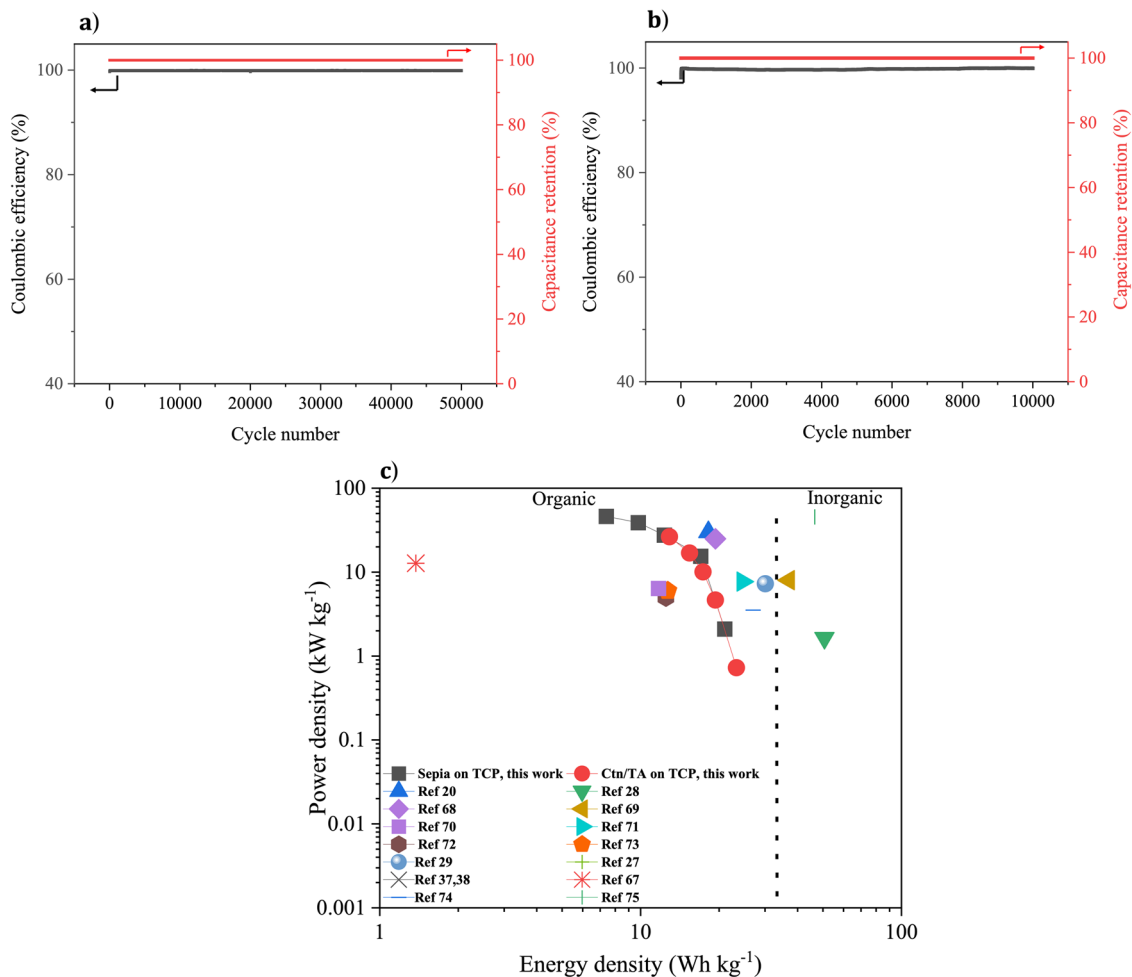 a)
100
80
60
40
Coulombic efficiency (%)
0
10000
20000
30000
40000
50000
Cycle number
100
80
60
40
20
0
Capacitance retention (%)
b)
100
80
60
40
Coulombic efficiency (%)
0
2000
4000
6000
8000
10000
Cycle number
100
80
60
40
20
0
Capacitance retention (%)
c)
Organic
Inorganic
100
10
1
0.1
0.01
0.001
Power density (kW kg⁻¹)
Sepia on TCP, this work
Ctn/TA on TCP, this work
Ref 20
Ref 28
Ref 68
Ref 69
Ref 70
Ref 71
Ref 72
Ref 73
Ref 29
Ref 27
Ref 37,38
Ref 67
Ref 74
Ref 75
1
10
100
Energy density (Wh kg⁻¹)